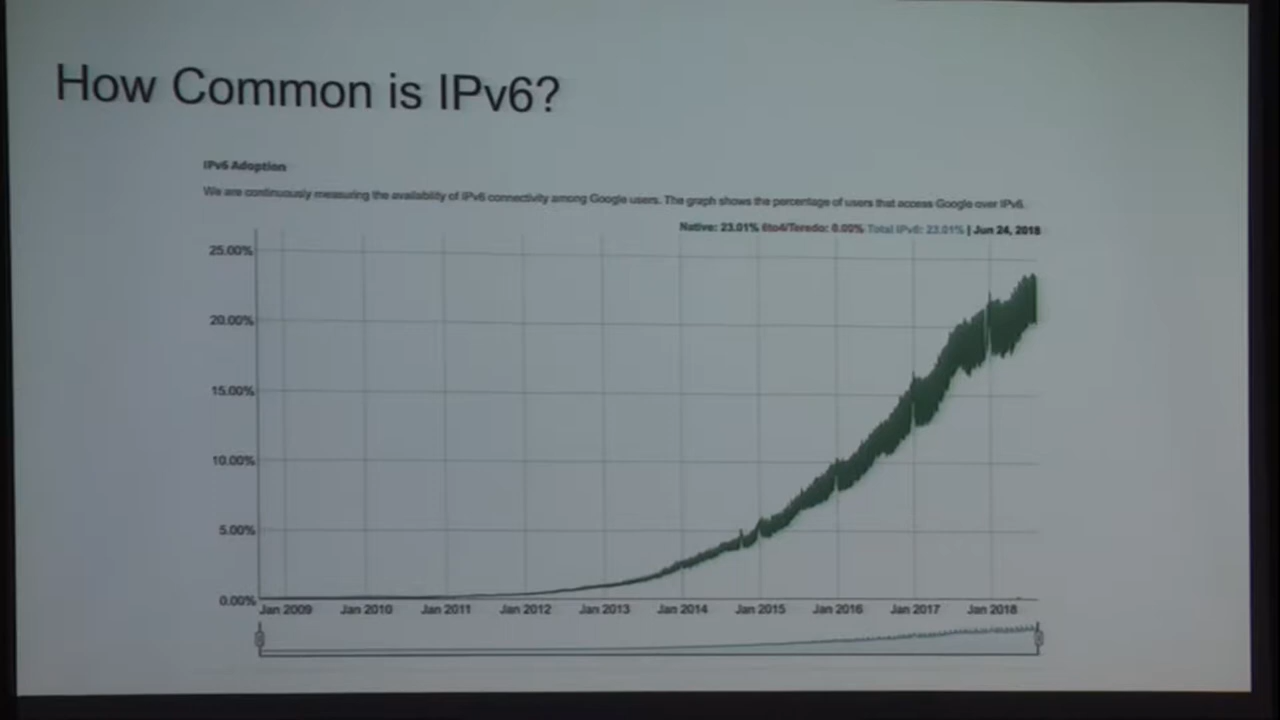 How Common is IPv6?
IPv6 Adoption
We are continuously measuring the availability of IPv6 connectivity among Google users. The graph shows the percentage of users that access Google over IPv6.
Native: 23.01% 6to4/Teredo: 0.00% Total IPv6: 23.01% | Jun 24, 2018
25.00%
20.00%
15.00%
10.00%
5.00%
0.00%
Jan 2009 Jan 2010 Jan 2011 Jan 2012 Jan 2013 Jan 2014 Jan 2015 Jan 2016 Jan 2017 Jan 2018